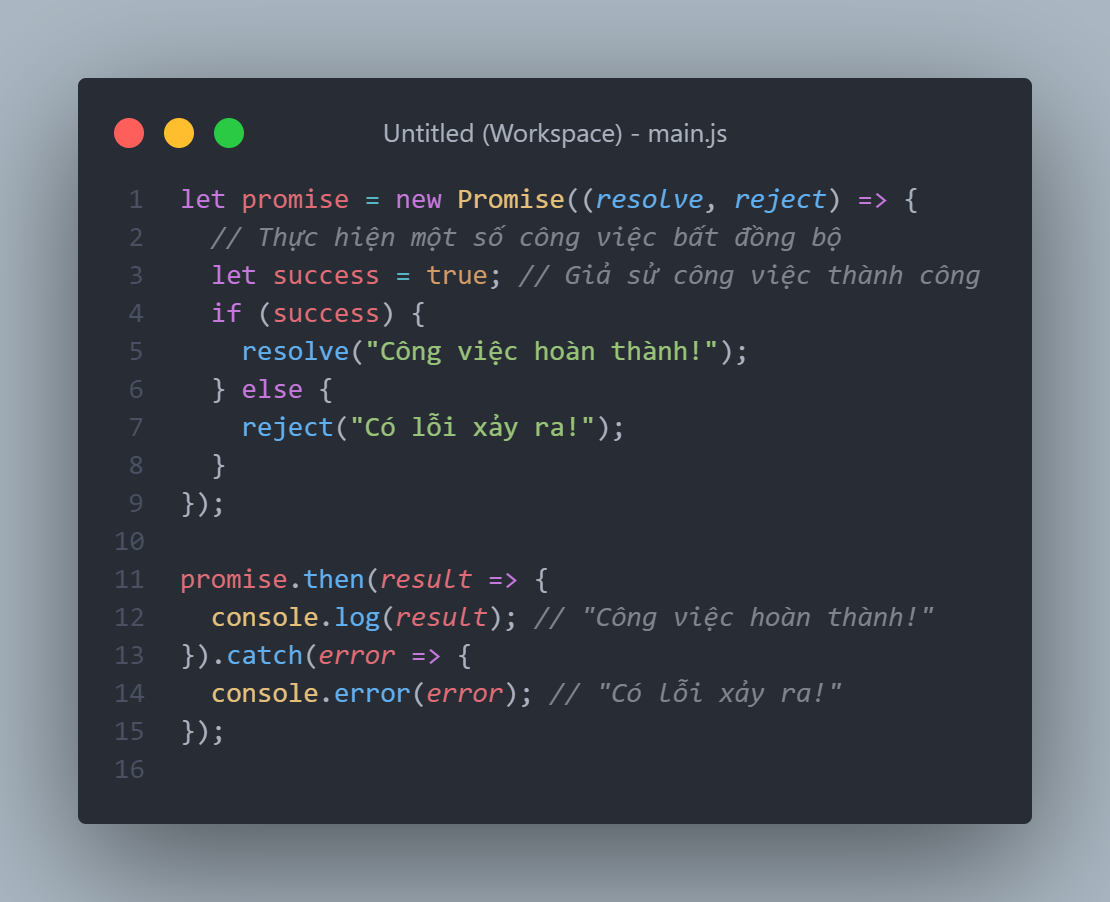 Untitled (Workspace) - main.js
1 let promise = new Promise((resolve, reject) => {
2   // Thực hiện một số công việc bất đồng bộ
3   let success = true; // Giả sử công việc thành công
4   if (success) {
5     resolve("Công việc hoàn thành!");
6   } else {
7     reject("Có lỗi xảy ra!");
8   }
9 });
10
11 promise.then(result => {
12   console.log(result); // "Công việc hoàn thành!"
13 }).catch(error => {
14   console.error(error); // "Có lỗi xảy ra!"
15 });
16